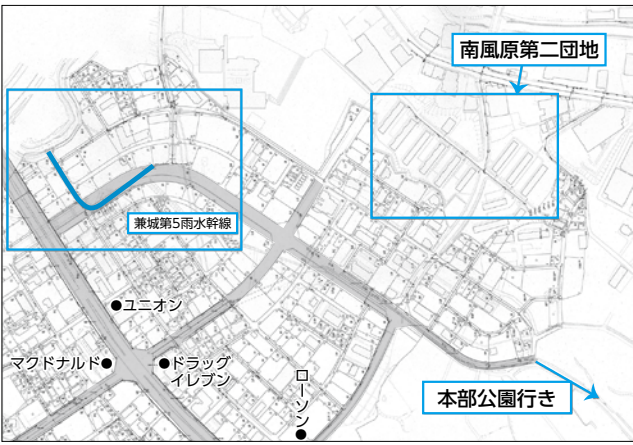 南風原第二団地
兼城第5雨水幹線
●ユニオン
マクドナルド●
●ドラッグ
イレブン
ローソン●
本部公園行き